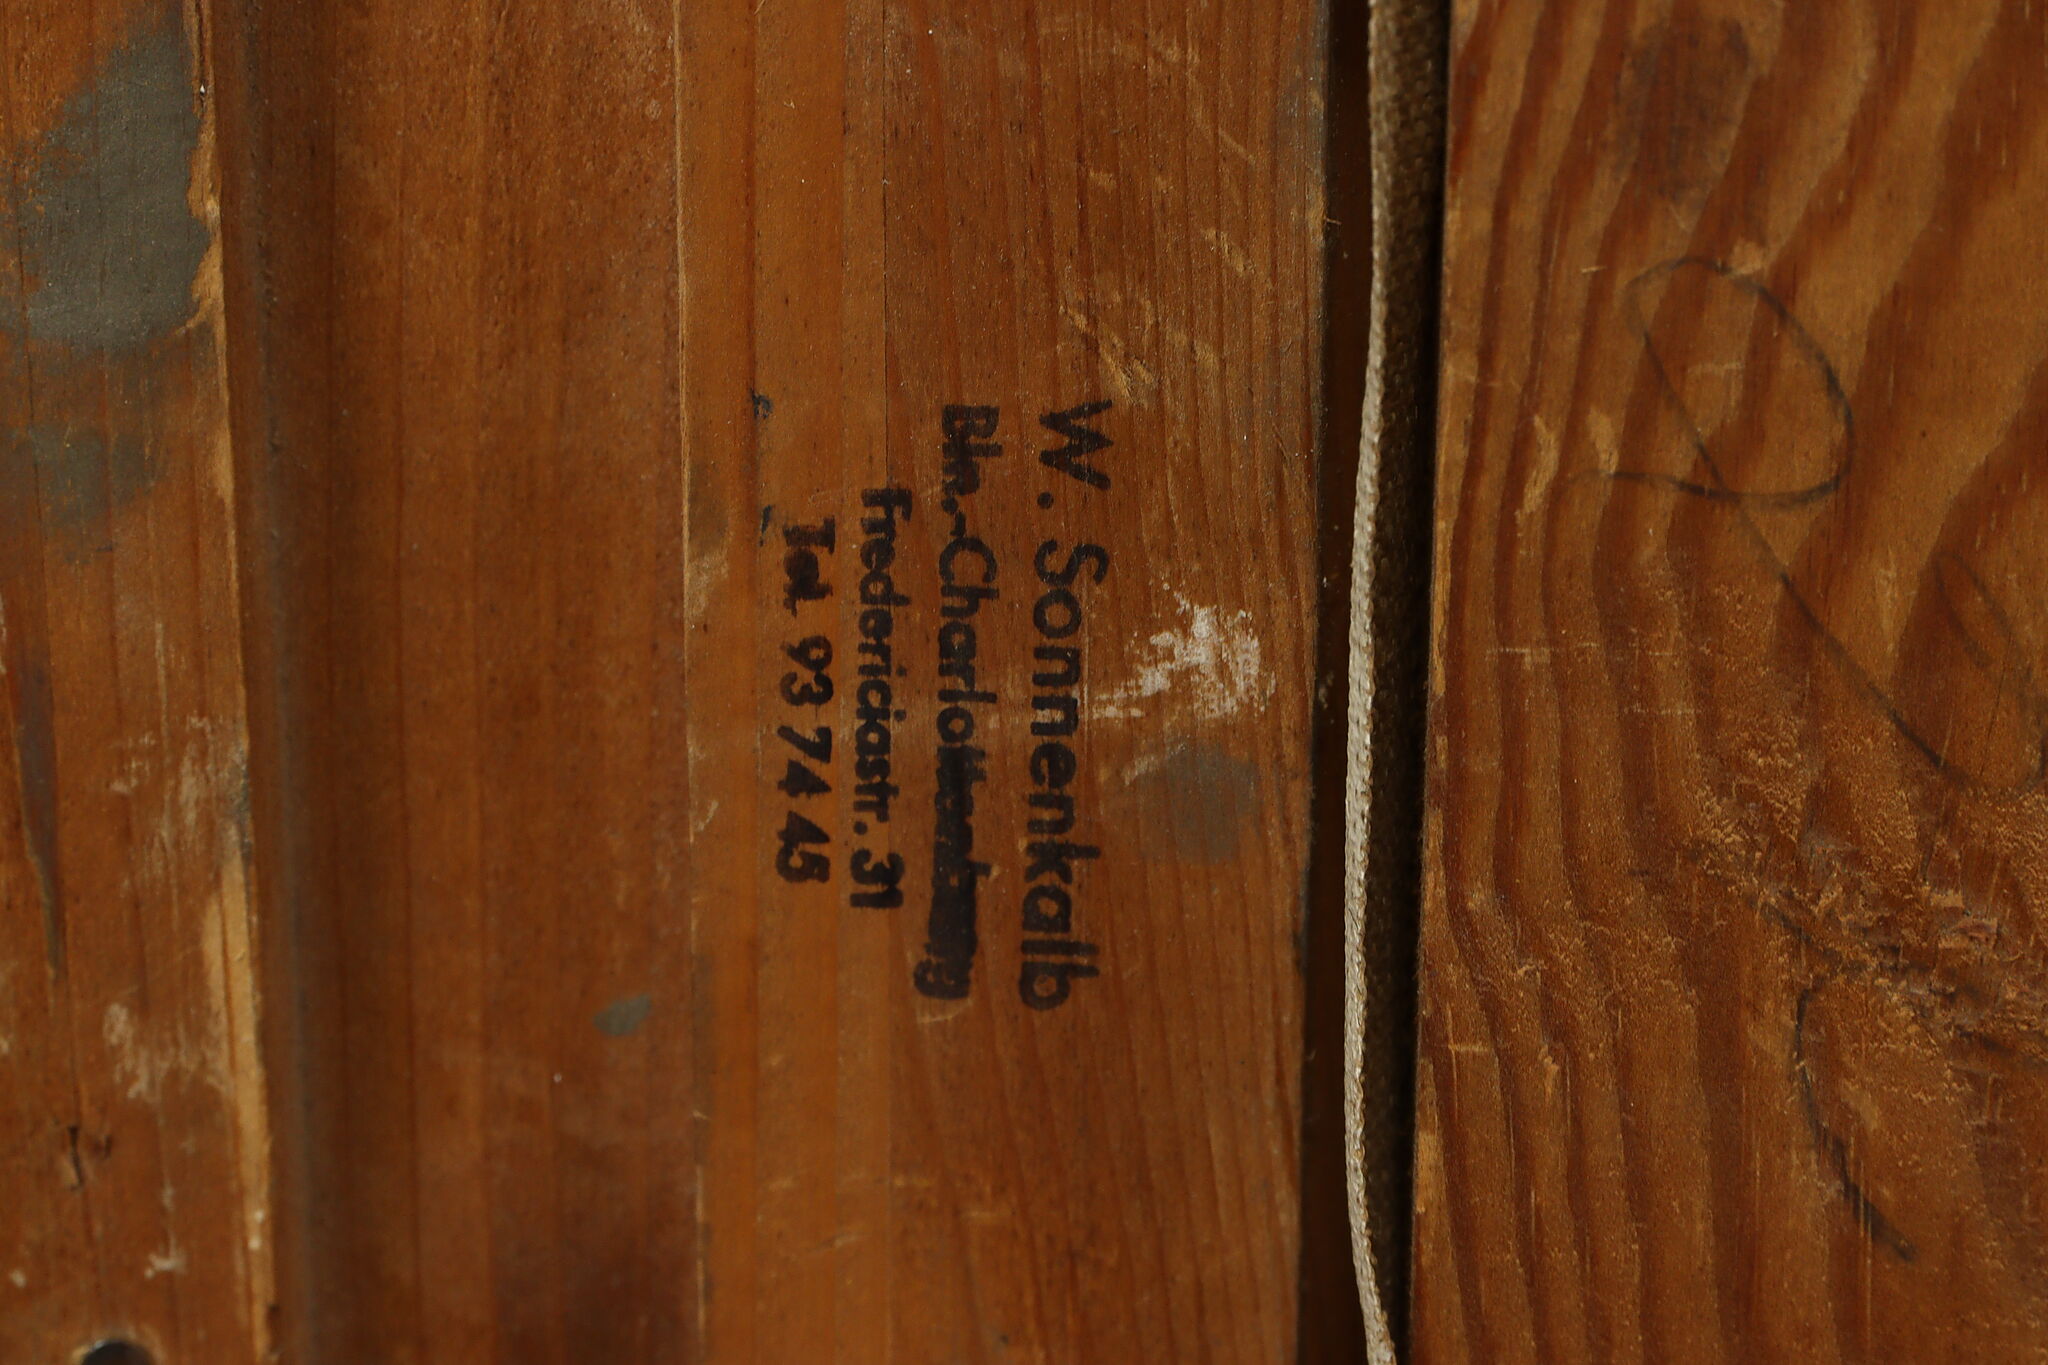 W. Sonnenkalb
Bln.-Charlottenburg
Fredericiastr. 31
Tel. 93 74 45